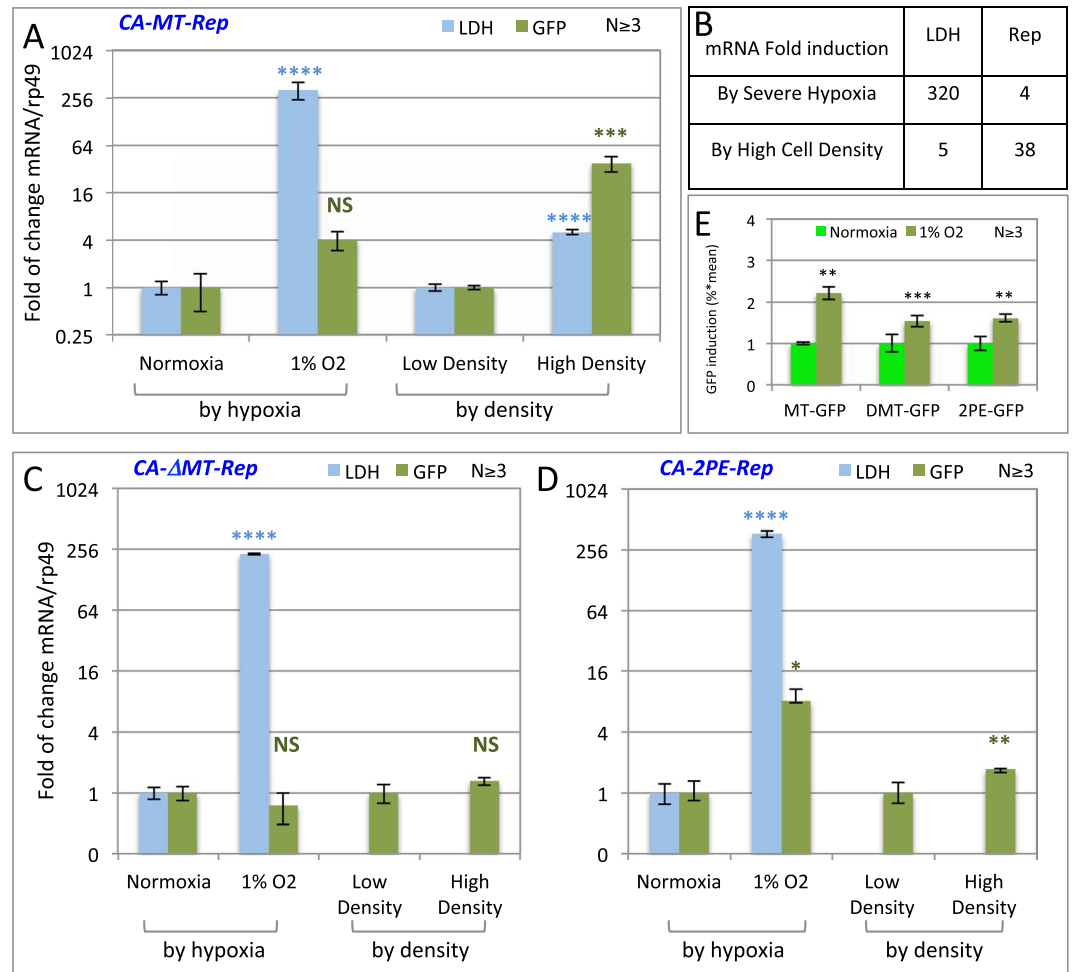 A
CA-MT-Rep
LDH GFP N≥3
Fold of change mRNA/rp49
1024
256
64
16
4
1
0.25
****
NS
****
***
Normoxia 1% O2 Low Density High Density
by hypoxia by density
B
mRNA Fold induction LDH Rep
By Severe Hypoxia 320 4
By High Cell Density 5 38
E
Normoxia 1% O2 N≥3
GFP induction (%*mean)
4
3
2
1
0
**
***
**
MT-GFP DMT-GFP 2PE-GFP
C
CA-ΔMT-Rep
LDH GFP N≥3
Fold of change mRNA/rp49
1024
256
64
16
4
1
0
****
NS
NS
Normoxia 1% O2 Low Density High Density
by hypoxia by density
D
CA-2PE-Rep
LDH GFP N≥3
1024
256
64
16
4
1
0
****
*
**
Normoxia 1% O2 Low Density High Density
by hypoxia by density